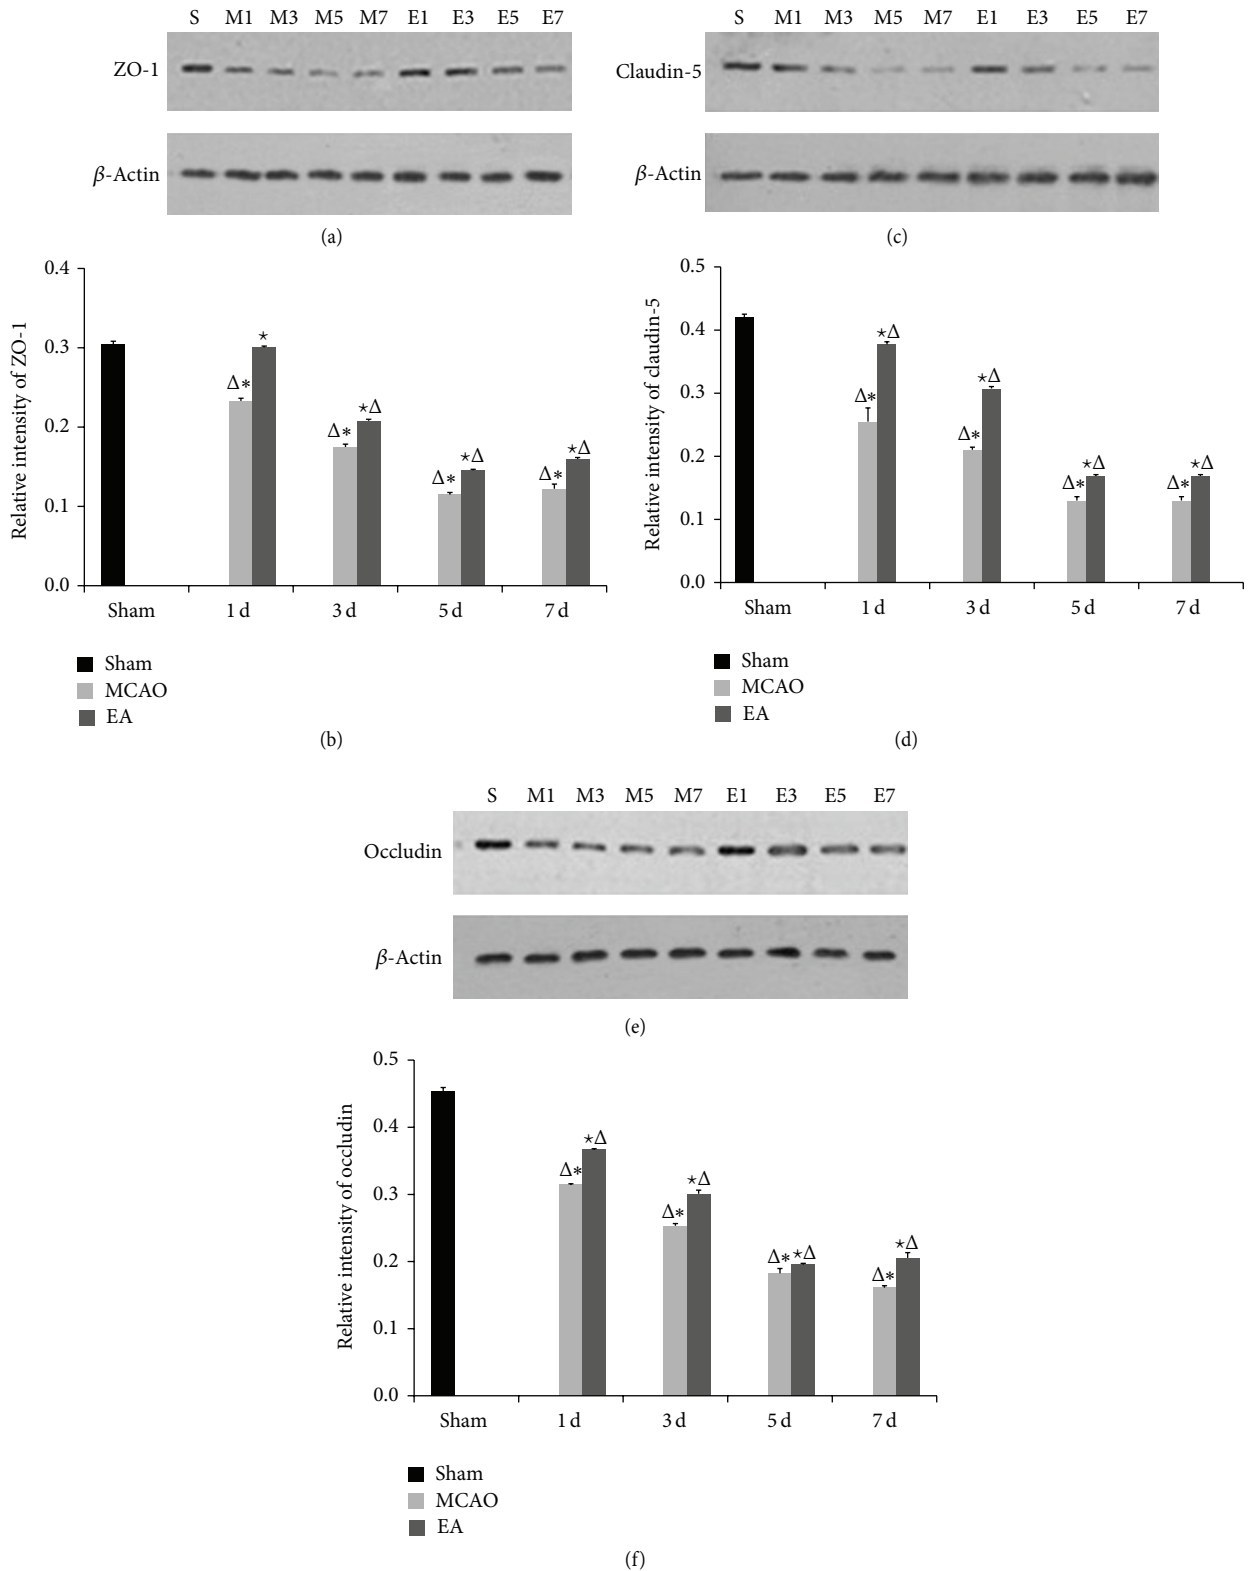 S M1 M3 M5 M7 E1 E3 E5 E7
ZO-1
β-Actin
(a)
S M1 M3 M5 M7 E1 E3 E5 E7
Claudin-5
β-Actin
(c)
Relative intensity of ZO-1
0.4
0.3
0.2
0.1
0.0
Δ* ⋆
Δ* ⋆Δ
Δ* ⋆Δ
Δ* ⋆Δ
Sham 1 d 3 d 5 d 7 d
Sham
MCAO
EA
(b)
Relative intensity of claudin-5
0.5
0.4
0.3
0.2
0.1
0.0
Δ* ⋆Δ
Δ* ⋆Δ
Δ* ⋆Δ
Δ* ⋆Δ
Sham 1 d 3 d 5 d 7 d
Sham
MCAO
EA
(d)
S M1 M3 M5 M7 E1 E3 E5 E7
Occludin
β-Actin
(e)
Relative intensity of occludin
0.5
0.4
0.3
0.2
0.1
0.0
Δ* ⋆Δ
Δ* ⋆Δ
Δ* ⋆Δ
Δ* ⋆Δ
Sham 1 d 3 d 5 d 7 d
Sham
MCAO
EA
(f)